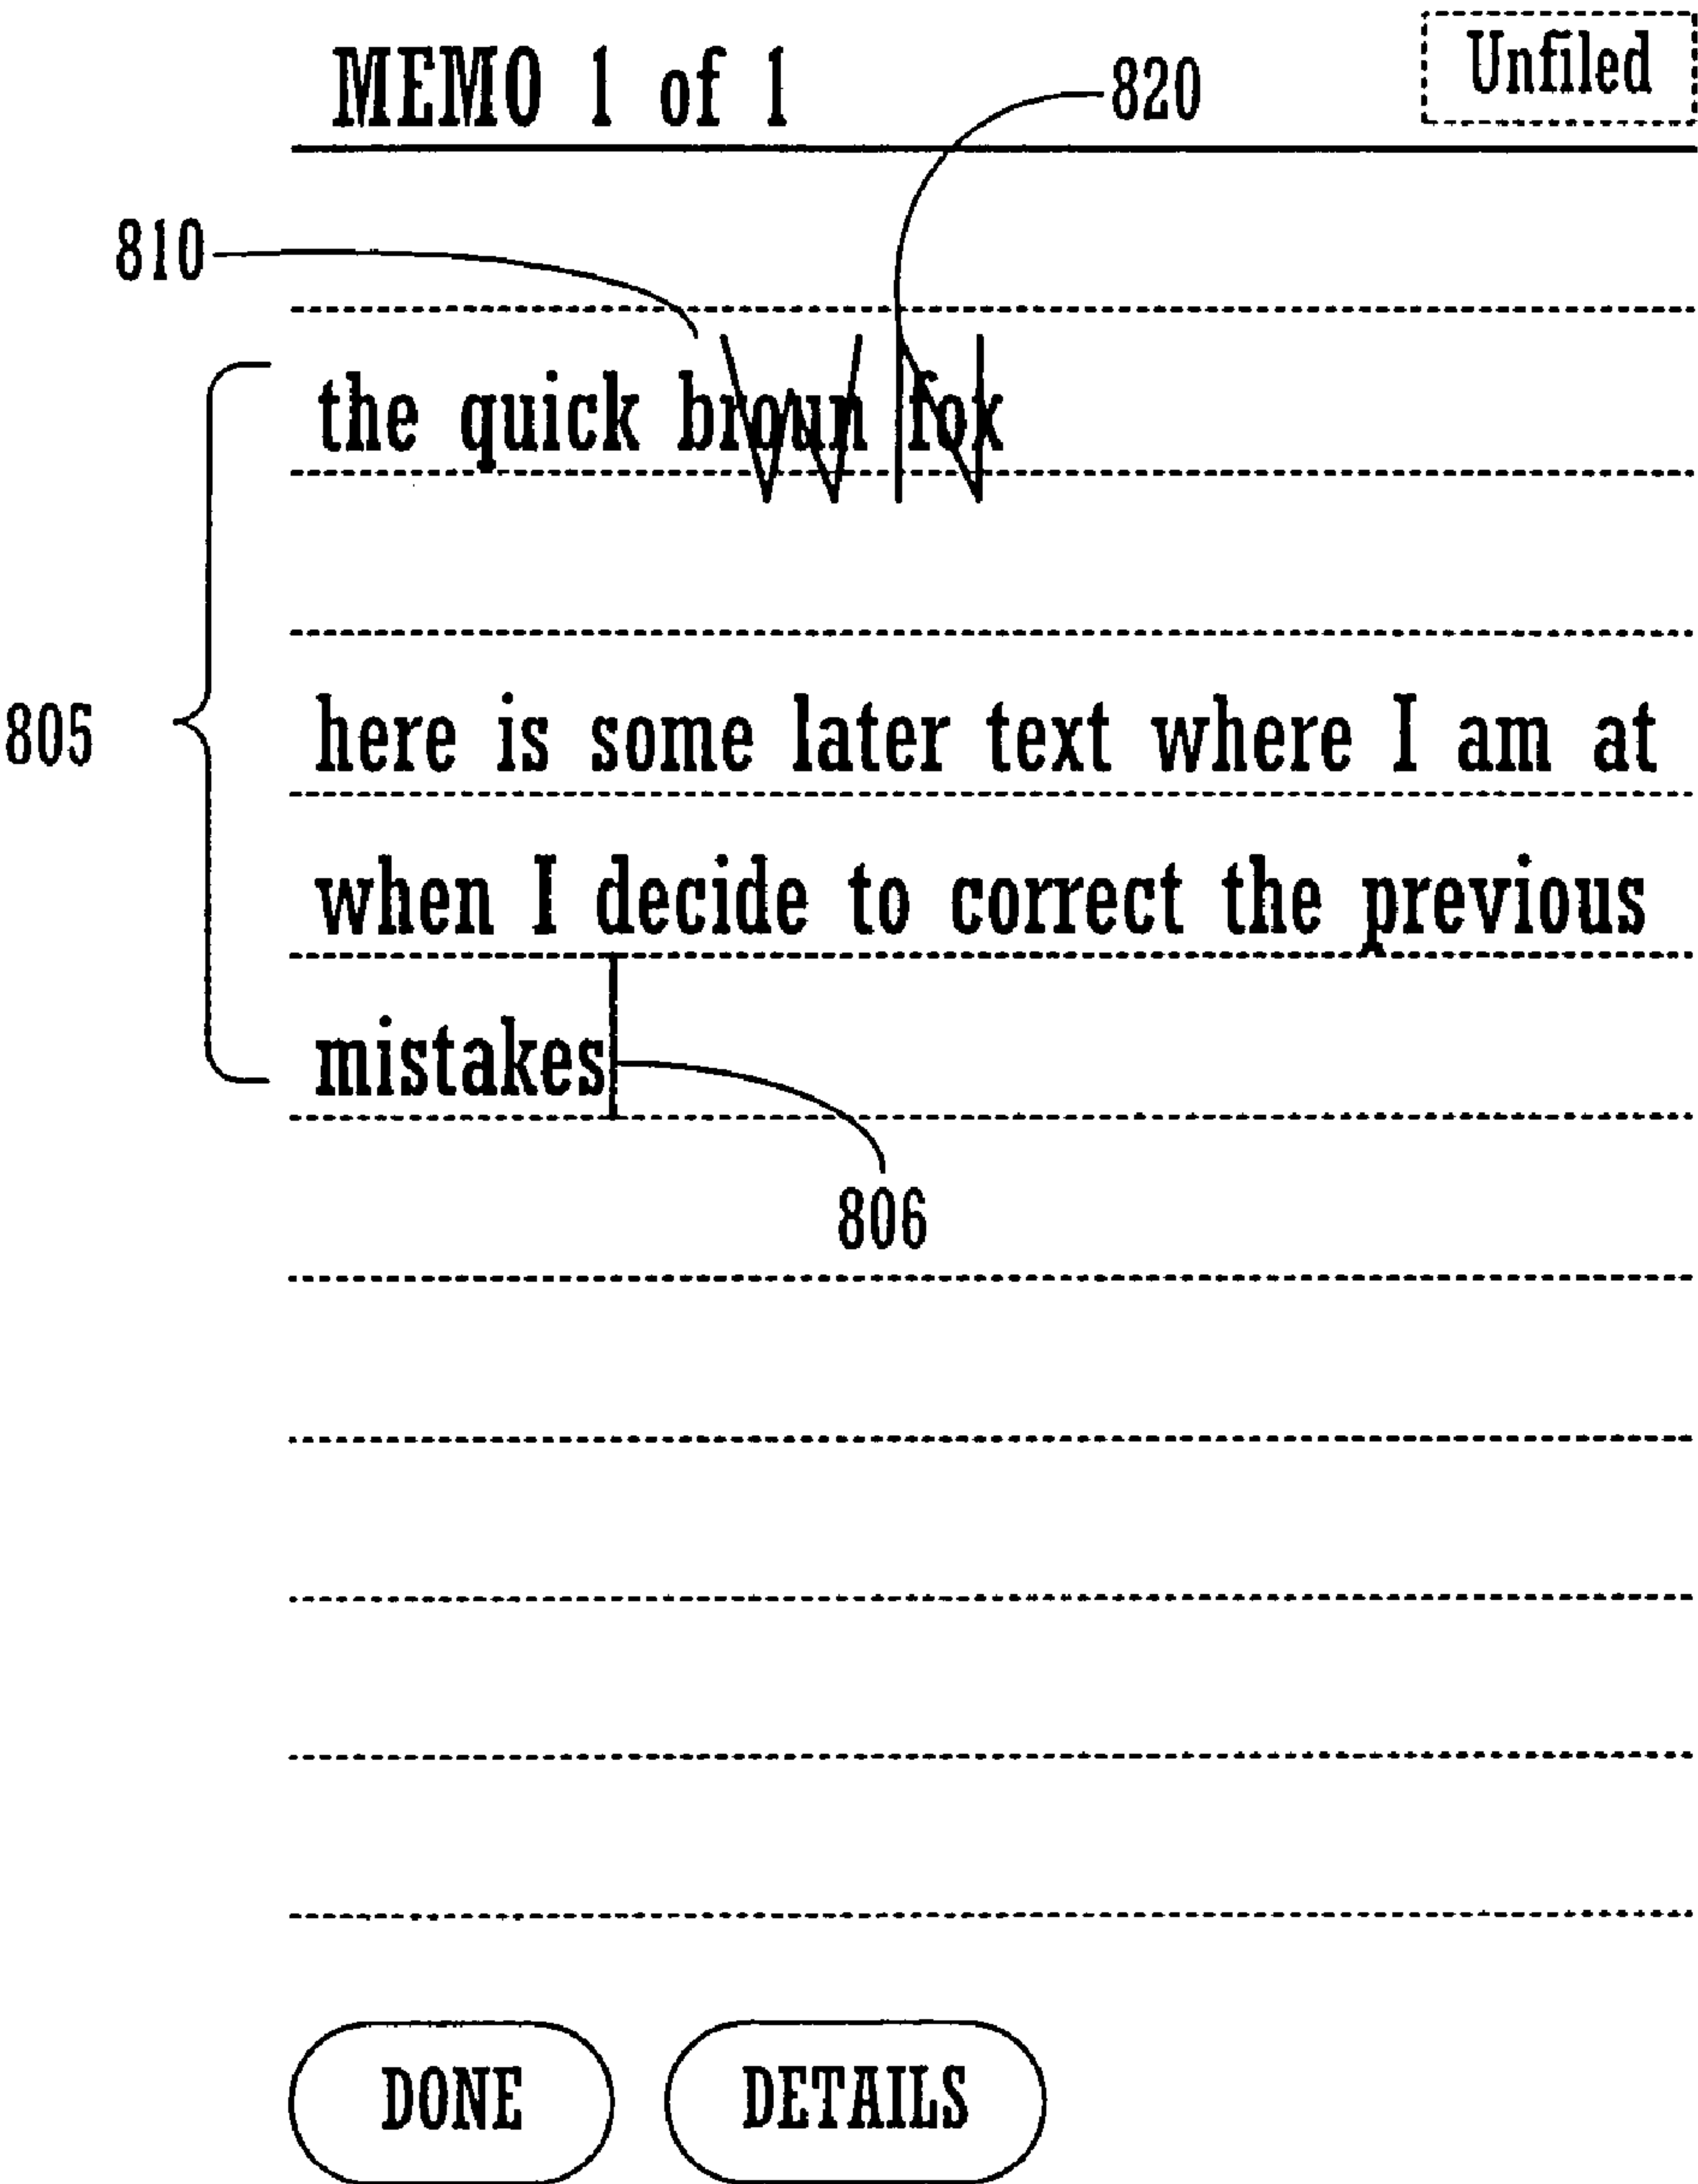 MEMO 1 of 1
820
Unfiled
810
the quick broun fox
W N
805
here is some later text where I am at
when I decide to correct the previous
mistakes
806
DONE
DETAILS